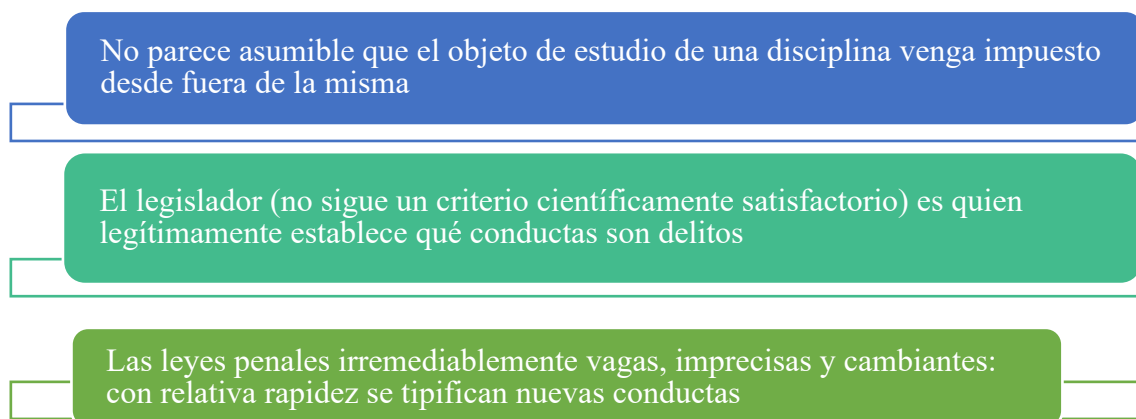 No parece asumible que el objeto de estudio de una disciplina venga impuesto
desde fuera de la misma
El legislador (no sigue un criterio científicamente satisfactorio) es quien
legítimamente establece qué conductas son delitos
Las leyes penales irremediablemente vagas, imprecisas y cambiantes:
con relativa rapidez se tipifican nuevas conductas